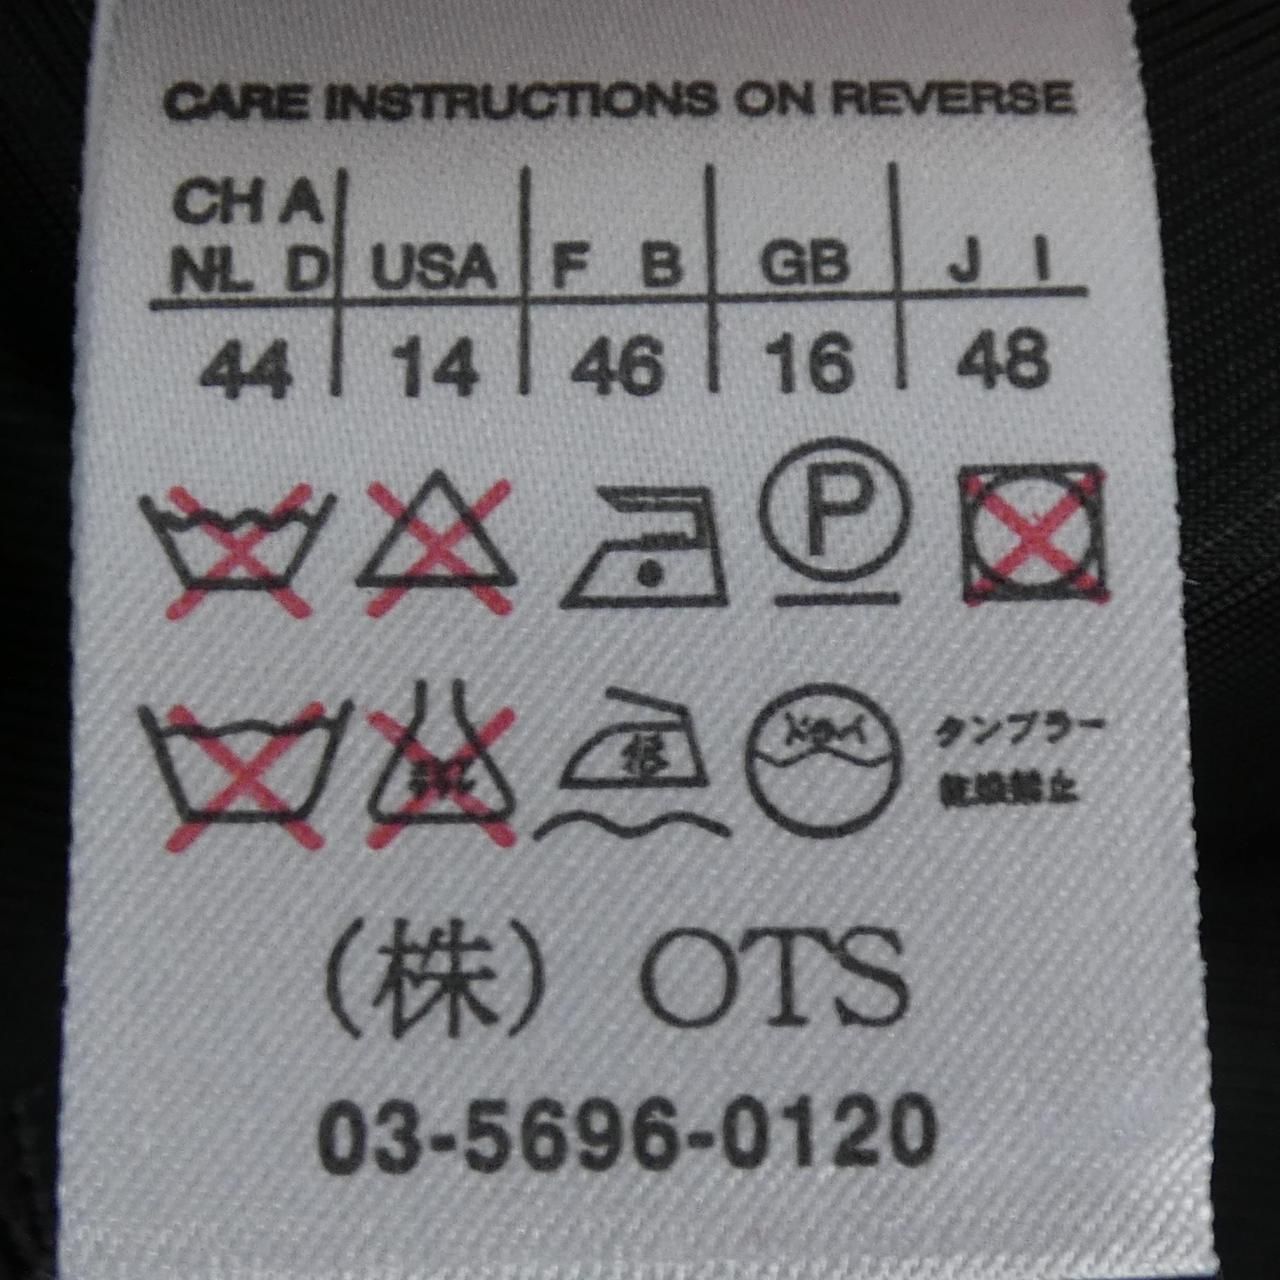 CARE INSTRUCTIONS ON REVERSE
CH A
NL D USA F B GB J I
44 14 46 16 48
P
タンブラー
乾燥禁止
(株) OTS
03-5696-0120